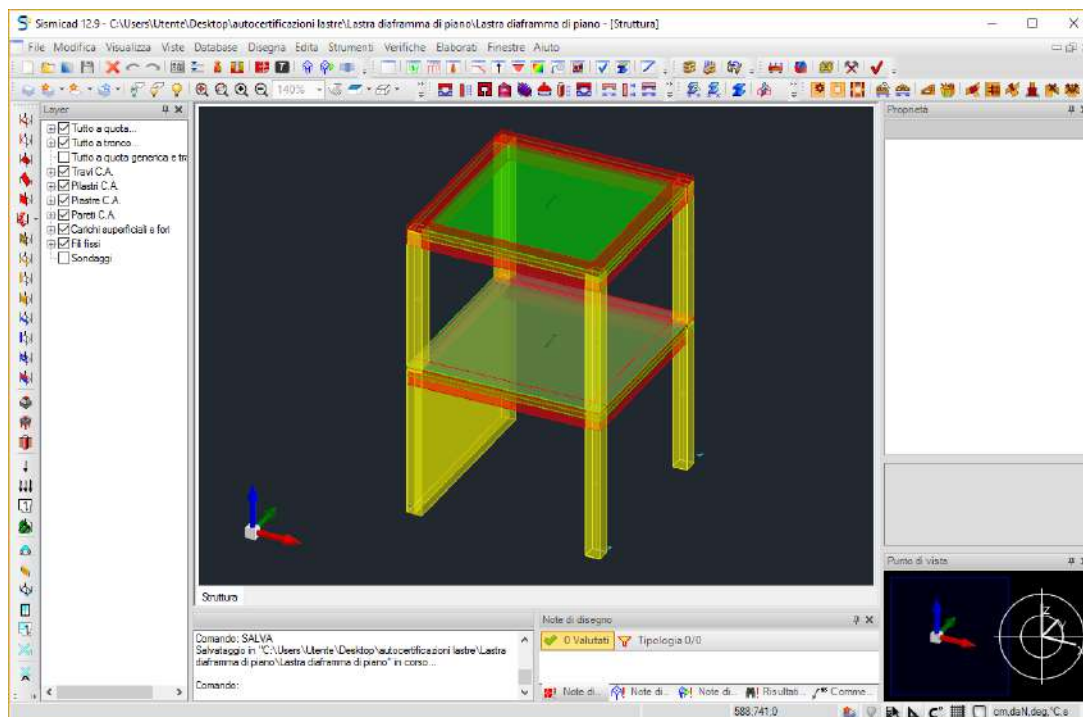 Sismicad 12.9 - C:\Users\Utente\Desktop\autocertificazioni lastre\Lastra diaframma di piano\Lastra diaframma di piano - [Struttura]
File Modifica Visualizza Viste Database Disegna Edita Strumenti Verifiche Elaborati Finestre Aiuto
140%
Layer
Proprietà
Tutto a quota...
Tutto a tronco...
Tutto a quota generica e tra
Travi C.A.
Pilastri C.A.
Piastre C.A.
Pareti C.A.
Carichi superficiali e fori
Fili fissi
Sondaggi
Punto di vista
Struttura
Comando: SALVA
Salvataggio in "C:\Users\Utente\Desktop\autocertificazioni lastre\Lastra
diaframma di piano\Lastra diaframma di piano" in corso...
Comando:
Note di disegno
0 Valutati Tipologia 0/0
Note di... Note di... Note di... Risultati... Comme...
Z
Y
X
588,741;0
cm,daN,deg,°C,s